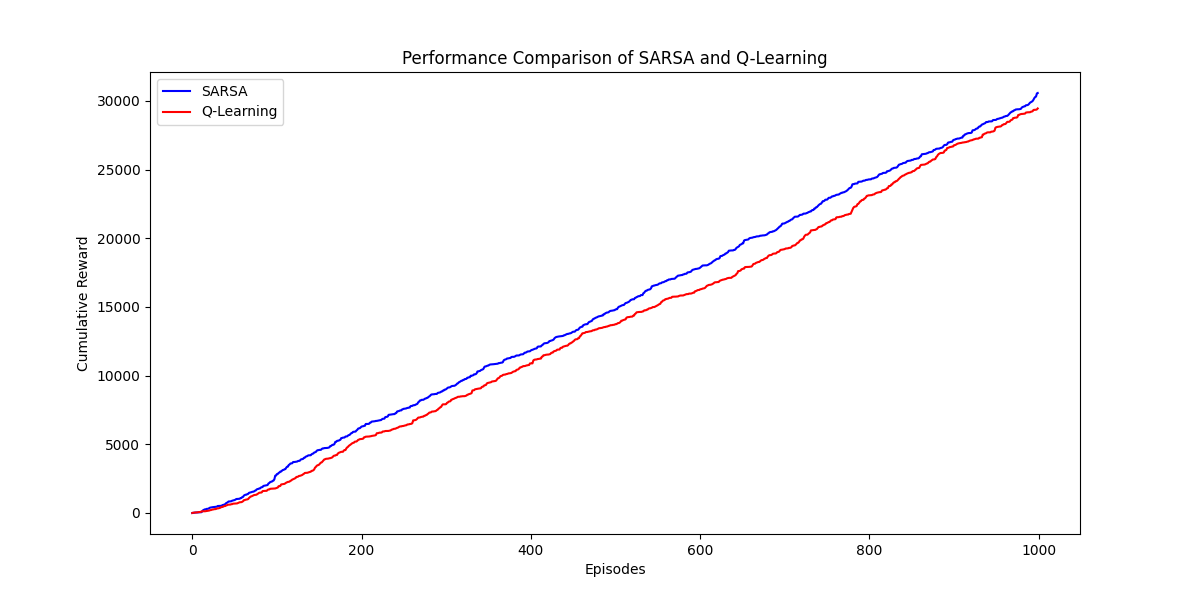 Performance Comparison of SARSA and Q-Learning
SARSA
Q-Learning
Cumulative Reward
30000
25000
20000
15000
10000
5000
0
0 200 400 600 800 1000
Episodes